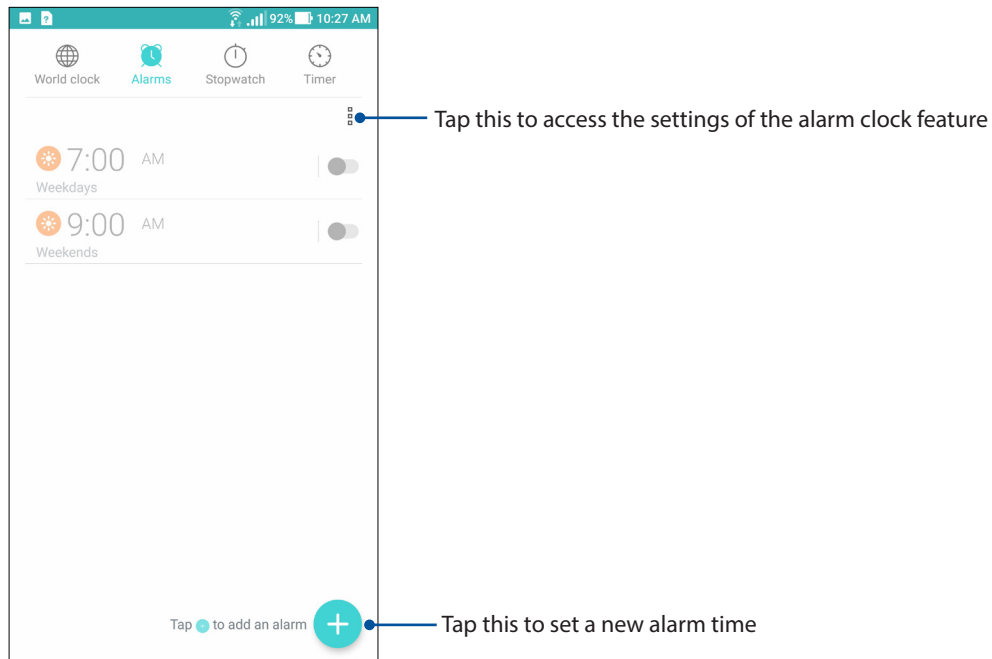 92% 10:27 AM
World clock Alarms Stopwatch Timer
Tap this to access the settings of the alarm clock feature
7:00 AM
Weekdays
9:00 AM
Weekends
Tap to add an alarm
Tap this to set a new alarm time